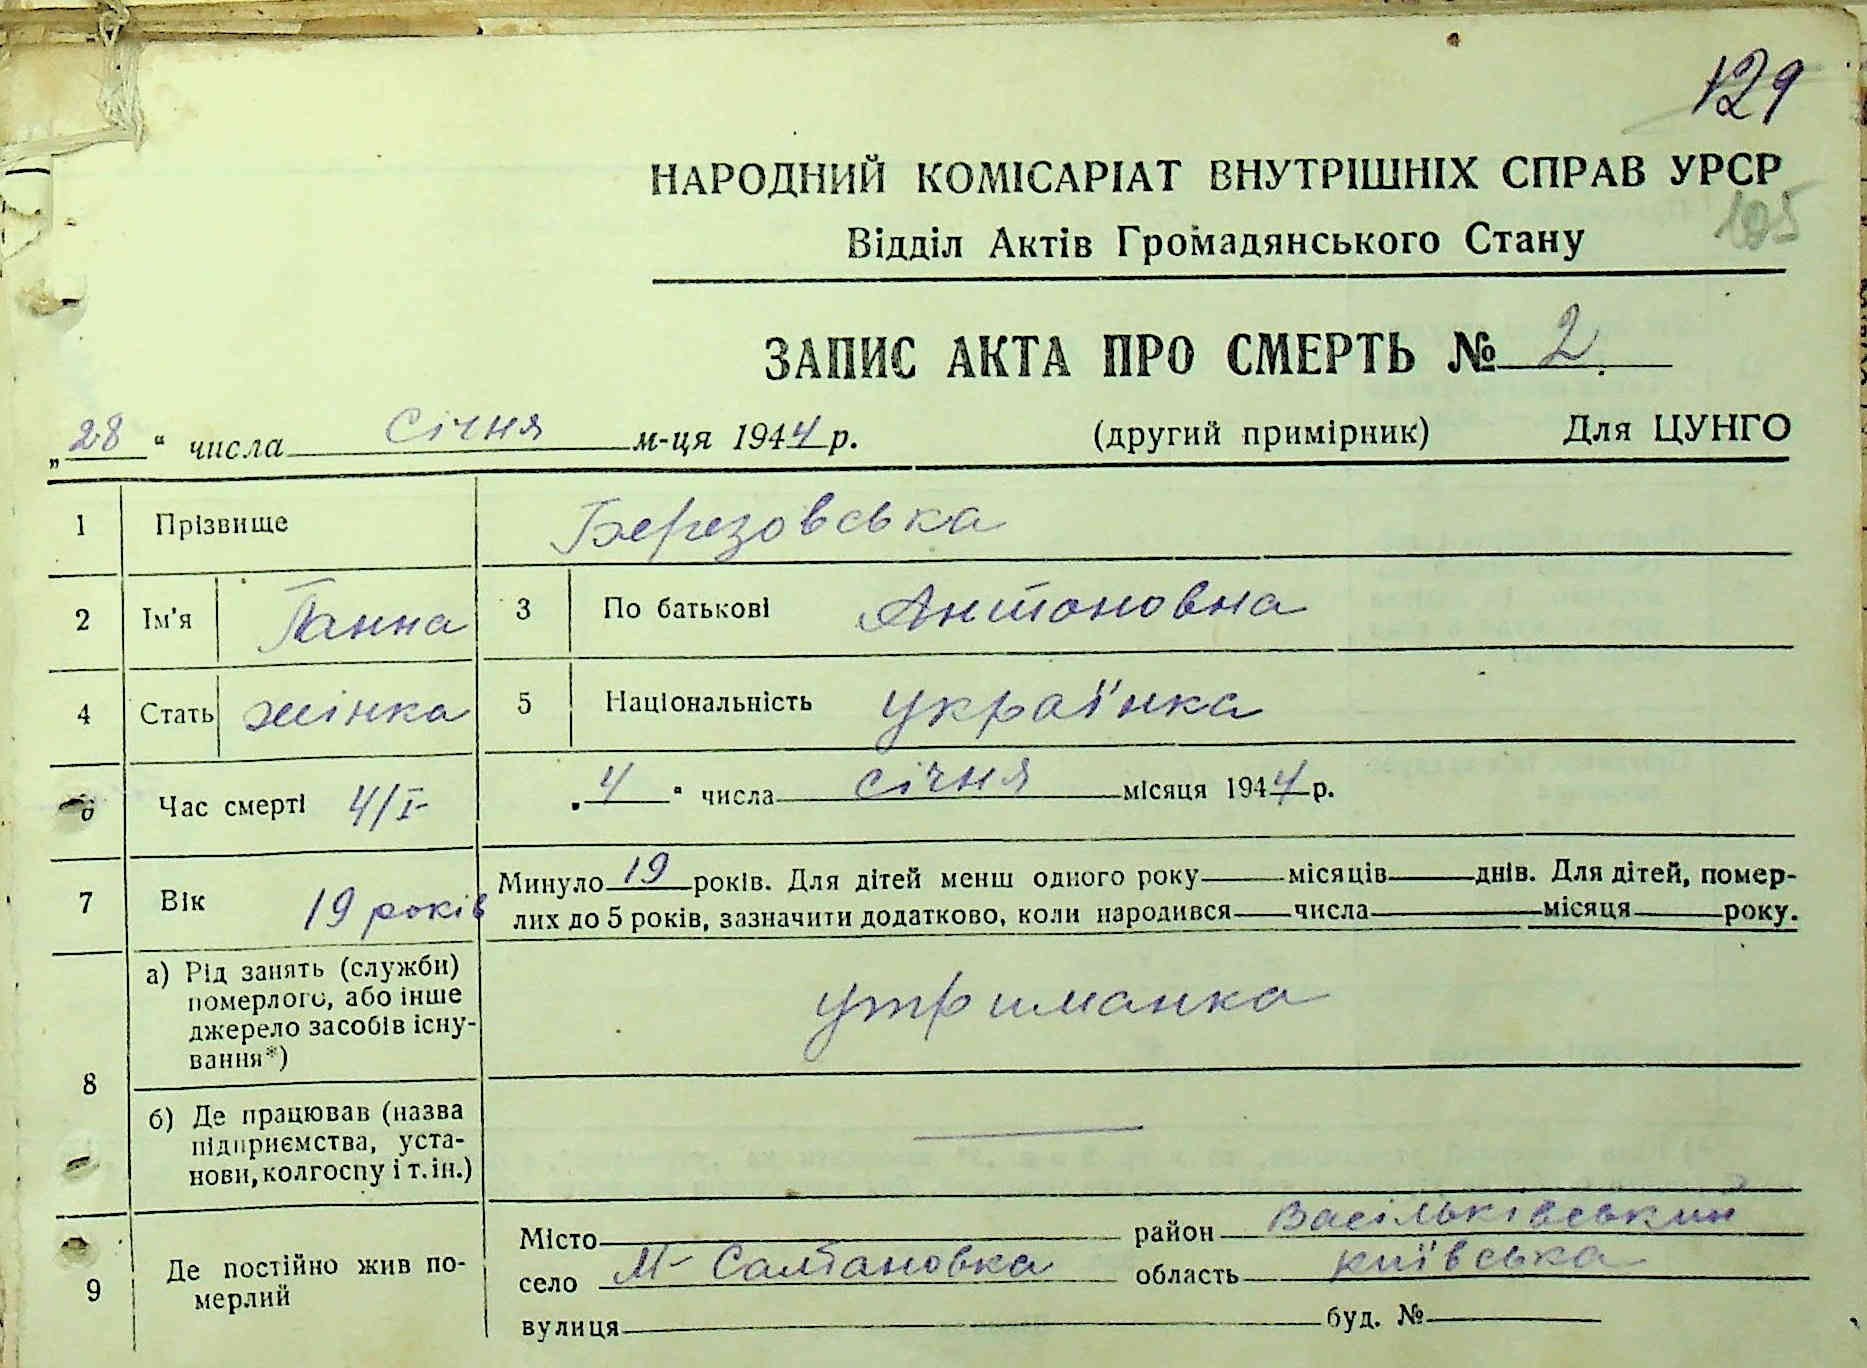 129
НАРОДНИЙ КОМІСАРІАТ ВНУТРІШНІХ СПРАВ УРСР
105
Відділ Актів Громадянського Стану
ЗАПИС АКТА ПРО СМЕРТЬ № 2.
„28“ числа Січня м-ця 1944 р. (другий примірник) Для ЦУНГО
1 Прізвище Березовська
2 Ім'я Ганна 3 По батькові Антоновна
4 Стать жінка 5 Національність українка
6 Час смерті 4/I- „4“ числа січня місяця 1944 р.
7 Вік 19 років Минуло 19 років. Для дітей менш одного року місяців днів. Для дітей, помер-
лих до 5 років, зазначити додатково, коли народився числа місяця року.
8 а) Рід занять (служби)
померлого, або інше
джерело засобів існу-
вання*)
утриманка
б) Де працював (назва
підприємства, уста-
нови, колгоспу і т. ін.)
—
9 Де постійно жив по-
мерлий
Місто район Васільківський
село М-Салтановка область київська
вулиця буд. №